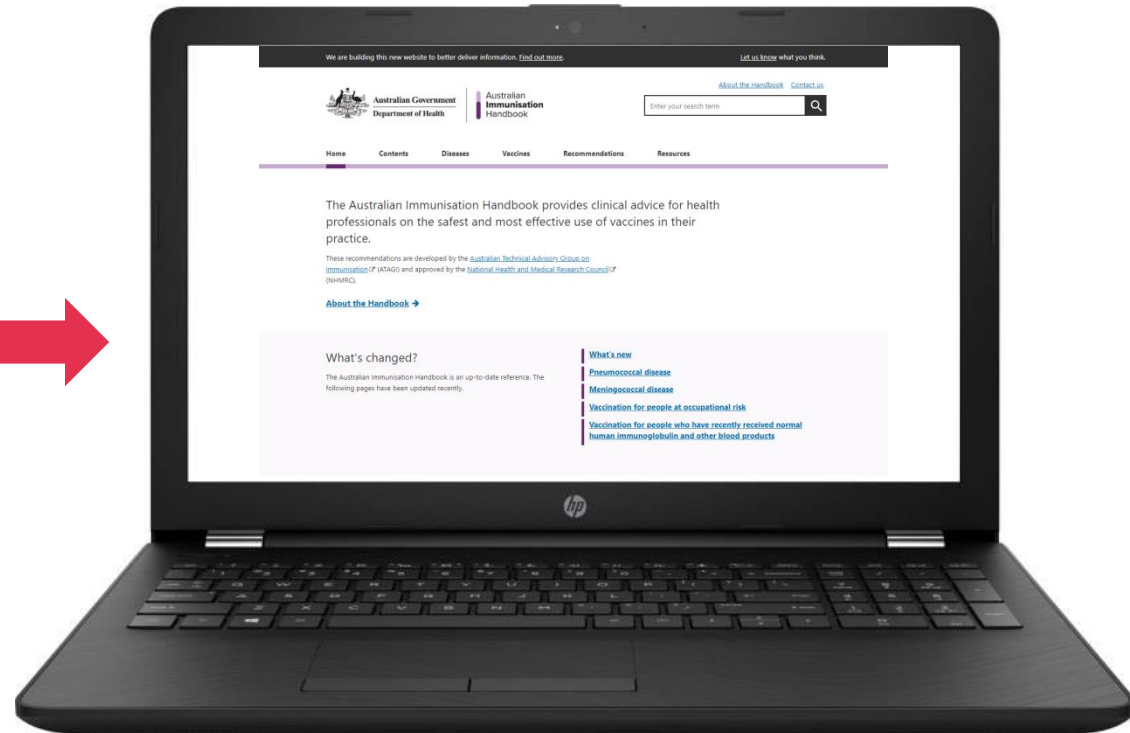 We are building this new website to better deliver information. Find out more.
Let us know what you think.
About the Handbook Contact us
Australian Government
Department of Health
Australian
Immunisation
Handbook
Enter your search term
Home Contents Diseases Vaccines Recommendations Resources
The Australian Immunisation Handbook provides clinical advice for health
professionals on the safest and most effective use of vaccines in their
practice.
These recommendations are developed by the Australian Technical Advisory Group on
Immunisation (ATAGI) and approved by the National Health and Medical Research Council
(NHMRC).
About the Handbook →
What's changed?
The Australian Immunisation Handbook is an up-to-date reference. The
following pages have been updated recently.
What's new
Pneumococcal disease
Meningococcal disease
Vaccination for people at occupational risk
Vaccination for people who have recently received normal
human immunoglobulin and other blood products
hp